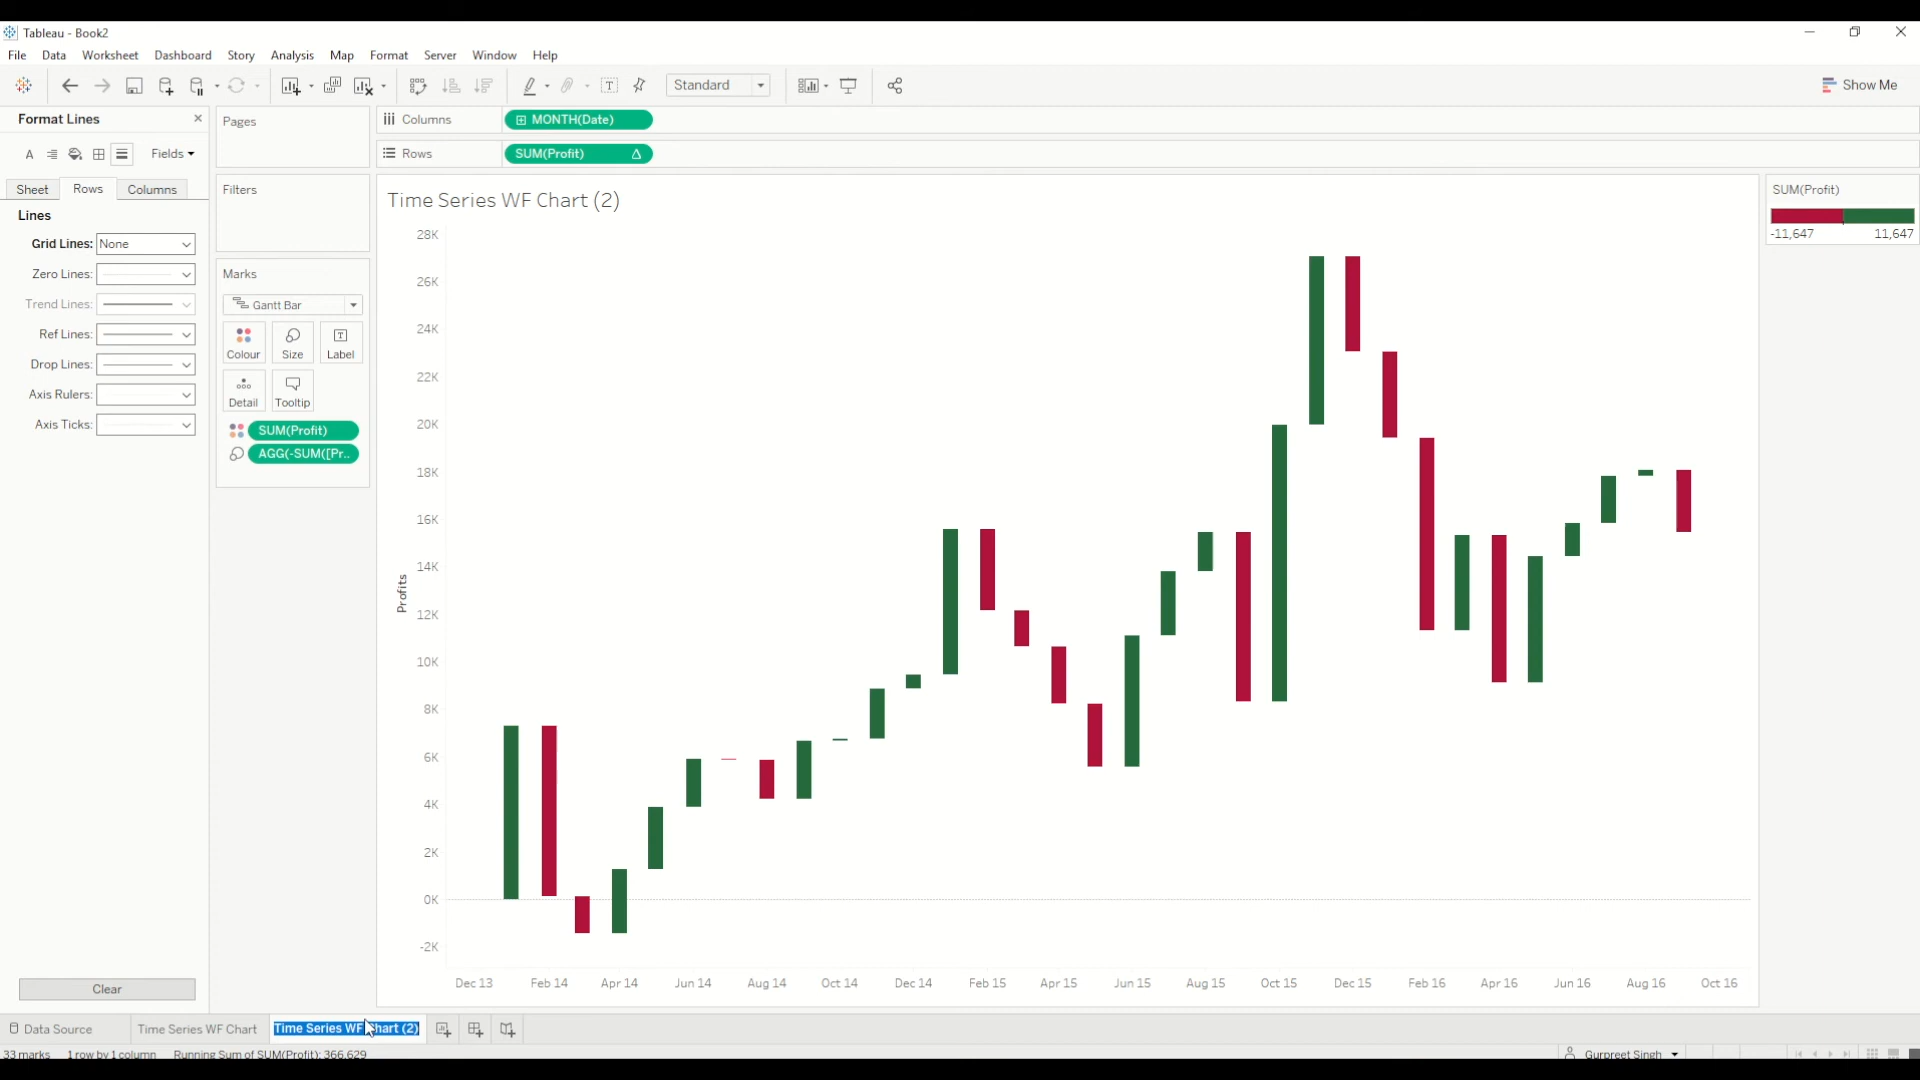 Tableau - Book2
File Data Worksheet Dashboard Story Analysis Map Format Server Window Help
Standard
Show Me
Format Lines
Fields
Sheet Rows Columns
Lines
Grid Lines: None
Zero Lines:
Trend Lines:
Ref Lines:
Drop Lines:
Axis Rulers:
Axis Ticks:
Clear
Pages
Filters
Marks
Gantt Bar
Colour Size Label
Detail Tooltip
SUM(Profit)
AGG(-SUM([Pr..
Columns MONTH(Date)
Rows SUM(Profit) Δ
Time Series WF Chart (2)
28K
26K
24K
22K
20K
18K
16K
14K
12K
10K
8K
6K
4K
2K
0K
-2K
Profits
Dec 13 Feb 14 Apr 14 Jun 14 Aug 14 Oct 14 Dec 14 Feb 15 Apr 15 Jun 15 Aug 15 Oct 15 Dec 15 Feb 16 Apr 16 Jun 16 Aug 16 Oct 16
SUM(Profit)
-11,647 11,647
Data Source Time Series WF Chart Time Series WF Chart (2)
33 marks 1 row by 1 column Running Sum of SUM(Profit): 366,629 Gurpreet Singh